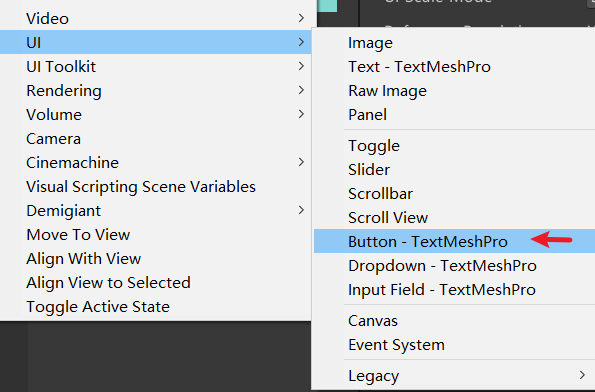 Video
UI
UI Toolkit
Rendering
Volume
Camera
Cinemachine
Visual Scripting Scene Variables
Demigiant
Move To View
Align With View
Align View to Selected
Toggle Active State
Image
Text - TextMeshPro
Raw Image
Panel
Toggle
Slider
Scrollbar
Scroll View
Button - TextMeshPro
Dropdown - TextMeshPro
Input Field - TextMeshPro
Canvas
Event System
Legacy